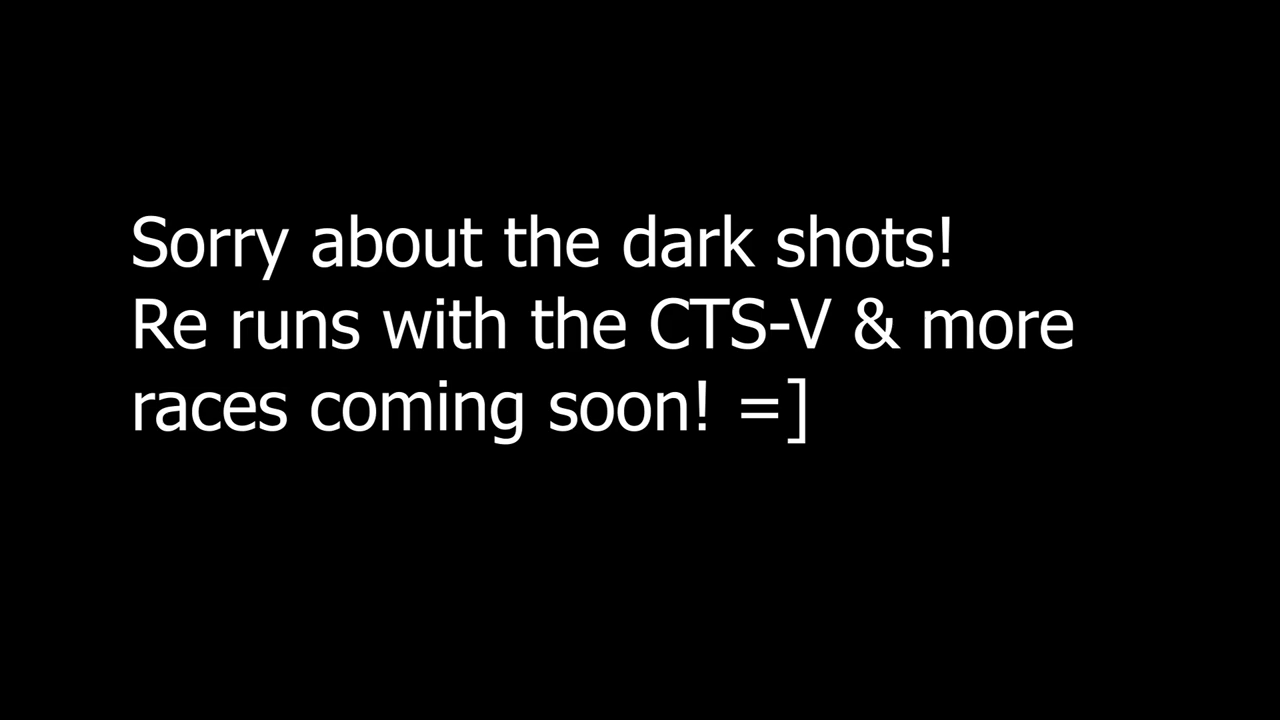 Sorry about the dark shots!
Re runs with the CTS-V & more
races coming soon! =]